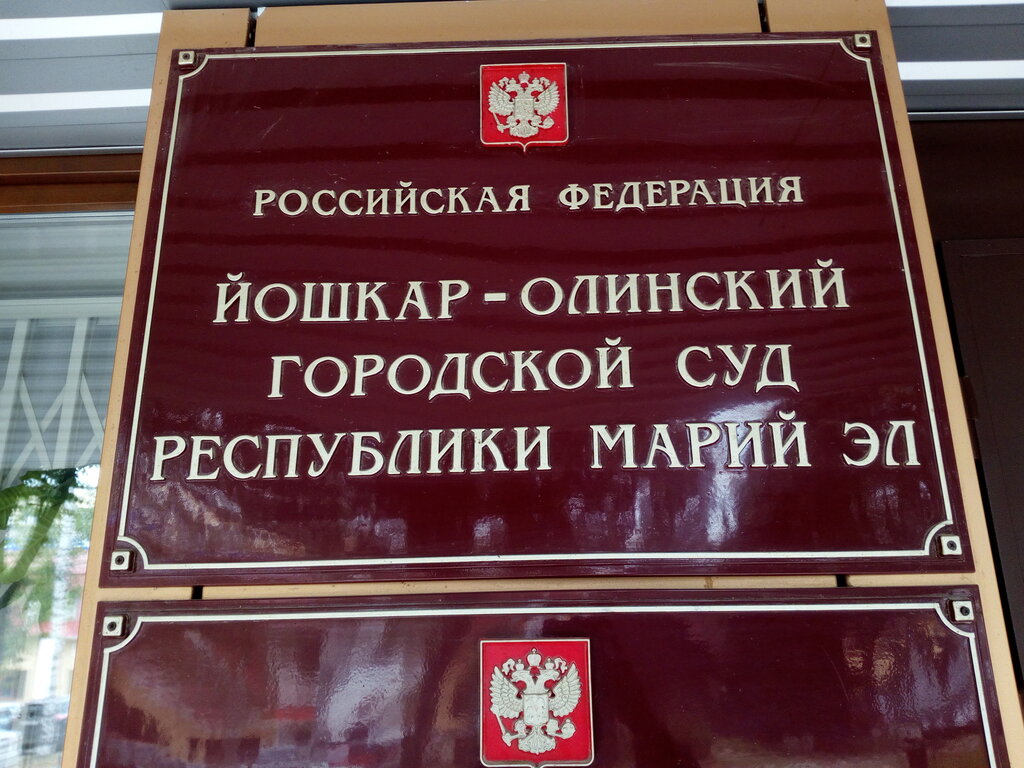 РОССИЙСКАЯ ФЕДЕРАЦИЯ
ЙОШКАР-ОЛИНСКИЙ
ГОРОДСКОЙ СУД
РЕСПУБЛИКИ МАРИЙ ЭЛ